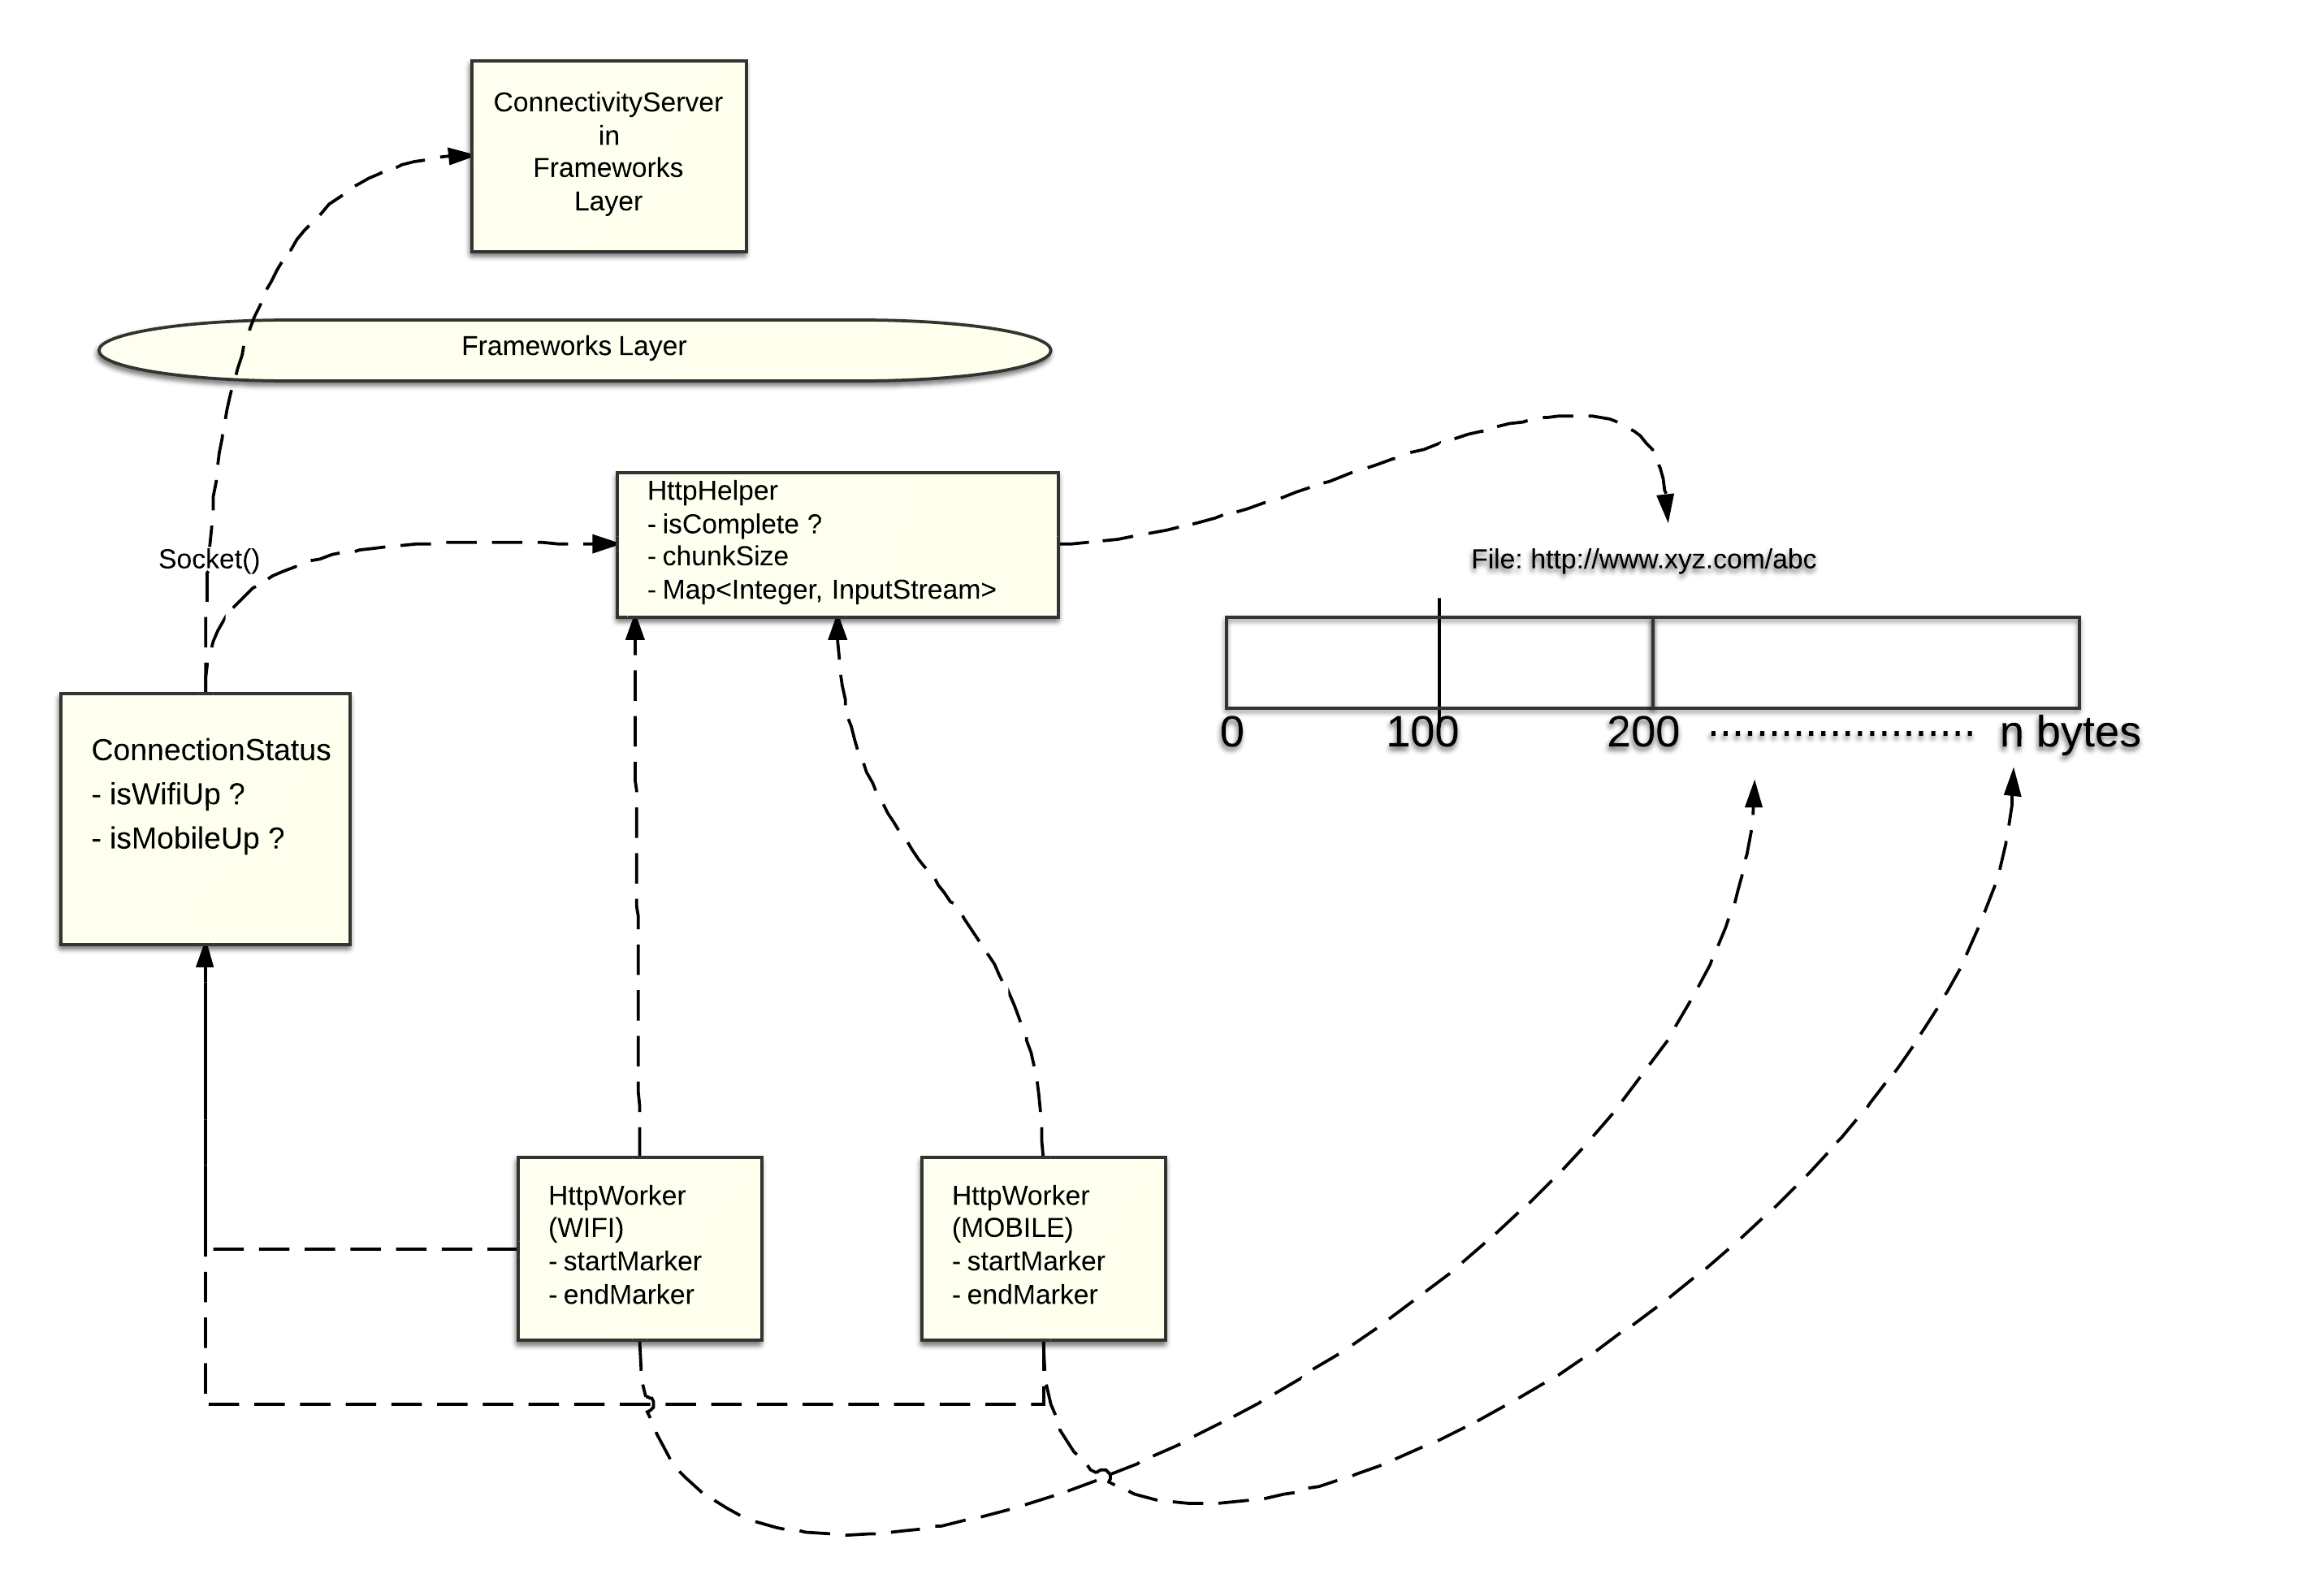 ConnectivityServer
in
Frameworks
Layer
Frameworks Layer
HttpHelper
- isComplete ?
- chunkSize
- Map<Integer, InputStream>
Socket()
File: http://www.xyz.com/abc
0 100 200 ...................... n bytes
ConnectionStatus
- isWifiUp ?
- isMobileUp ?
HttpWorker
(WIFI)
- startMarker
- endMarker
HttpWorker
(MOBILE)
- startMarker
- endMarker